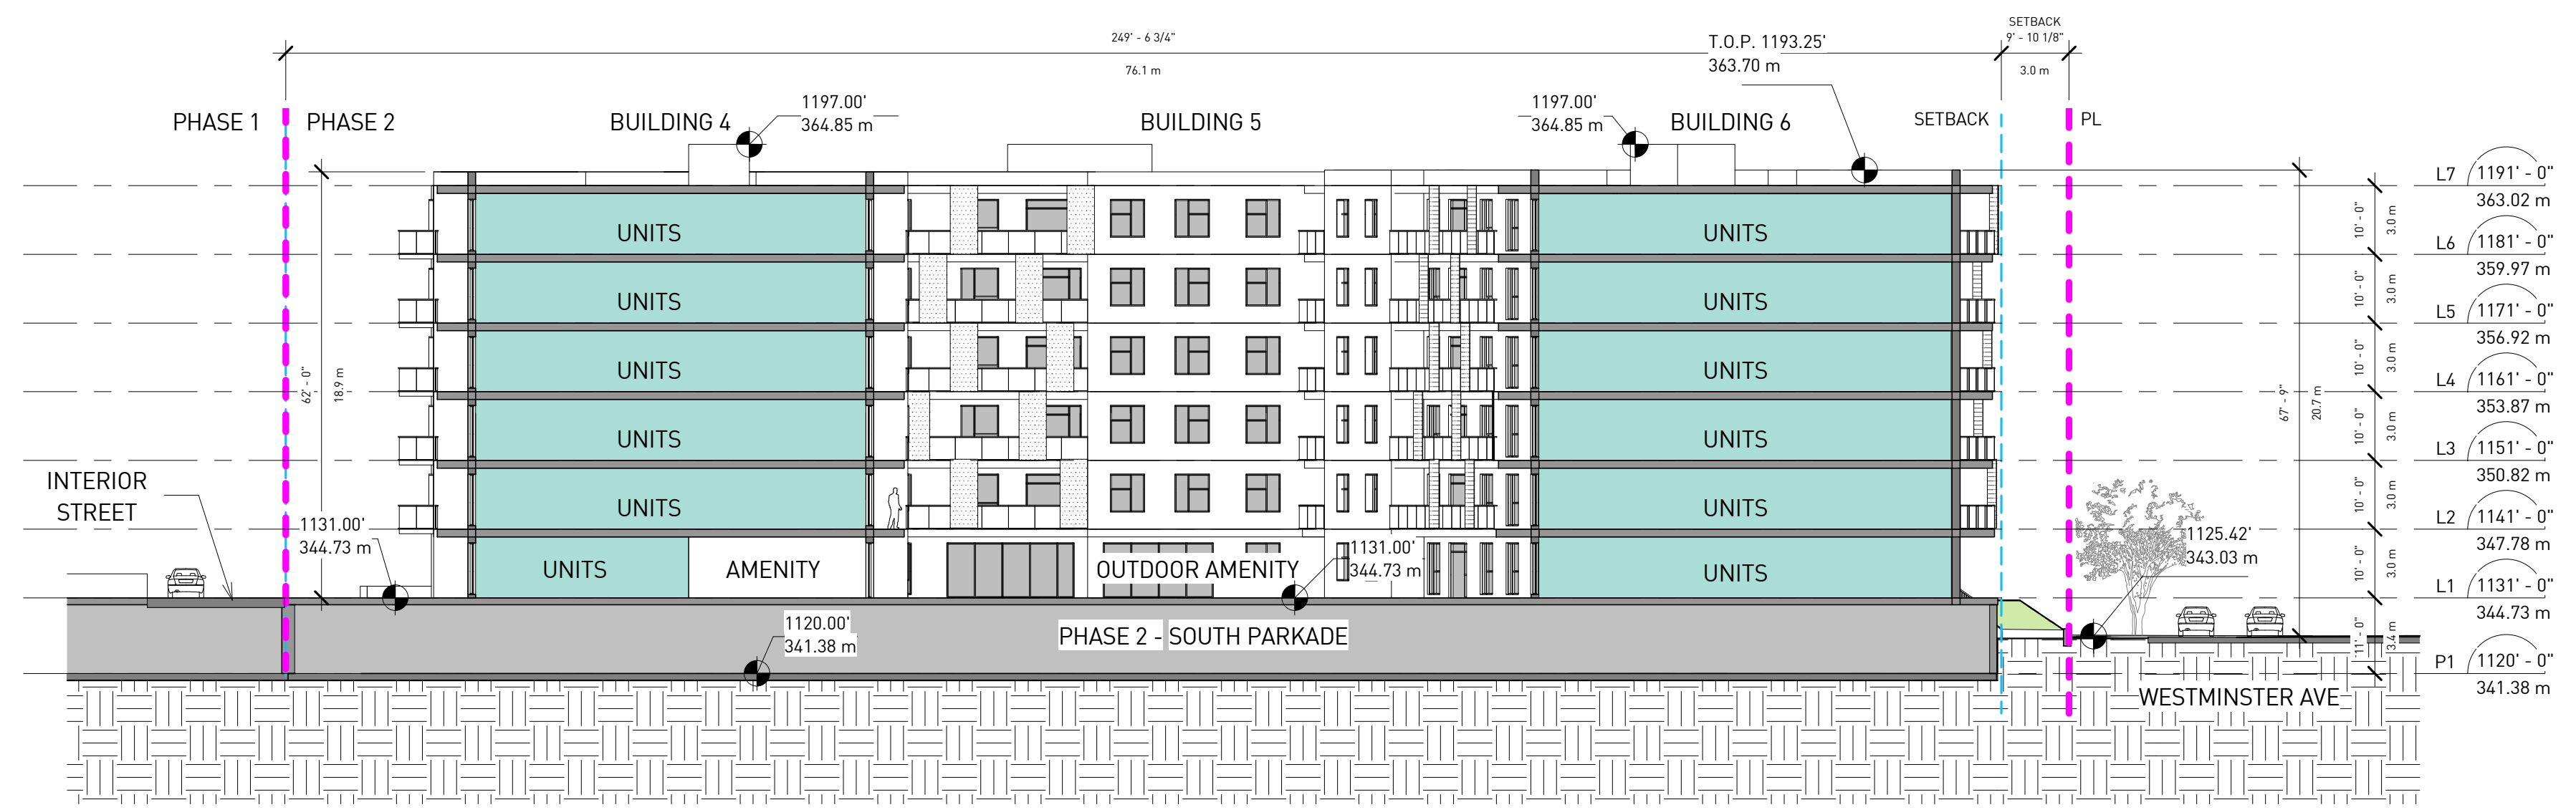 SETBACK
249' - 6 3/4"
T.O.P. 1193.25'
9' - 10 1/8"
76.1 m
363.70 m
3.0 m
PHASE 1
PHASE 2
BUILDING 4
1197.00'
364.85 m
BUILDING 5
1197.00'
364.85 m
BUILDING 6
SETBACK
PL
L7
1191' - 0"
363.02 m
10' - 0"
3.0 m
UNITS
UNITS
L6
1181' - 0"
359.97 m
10' - 0"
3.0 m
UNITS
UNITS
L5
1171' - 0"
356.92 m
10' - 0"
3.0 m
UNITS
UNITS
62' - 0"
18.9 m
67' - 9"
20.7 m
L4
1161' - 0"
353.87 m
10' - 0"
3.0 m
UNITS
UNITS
L3
1151' - 0"
350.82 m
10' - 0"
3.0 m
INTERIOR
STREET
UNITS
UNITS
L2
1141' - 0"
347.78 m
1131.00'
344.73 m
1131.00'
344.73 m
1125.42'
343.03 m
10' - 0"
3.0 m
UNITS
AMENITY
OUTDOOR AMENITY
UNITS
L1
1131' - 0"
344.73 m
1120.00'
341.38 m
PHASE 2 - SOUTH PARKADE
11' - 0"
3.4 m
P1
1120' - 0"
341.38 m
WESTMINSTER AVE